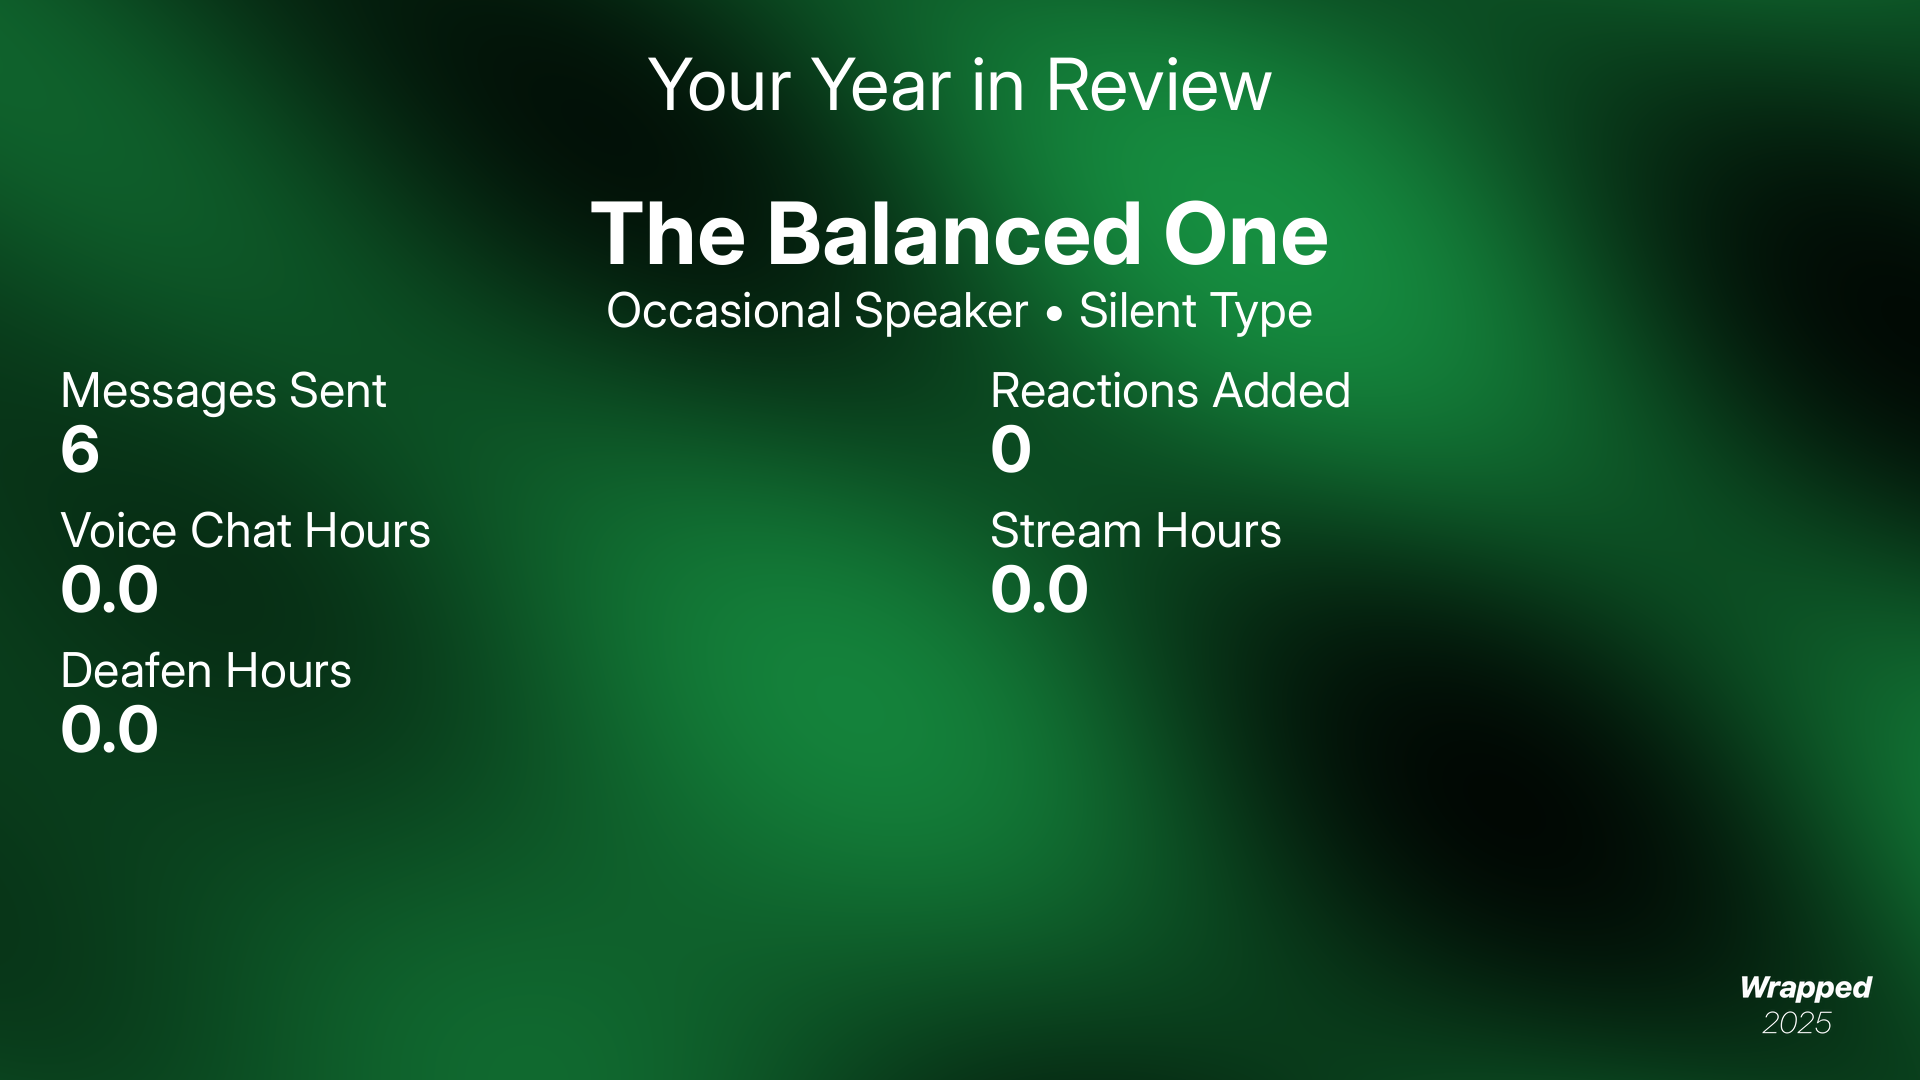 Your Year in Review
The Balanced One
Occasional Speaker • Silent Type
Messages Sent
6
Reactions Added
0
Voice Chat Hours
0.0
Stream Hours
0.0
Deafen Hours
0.0
Wrapped
2025